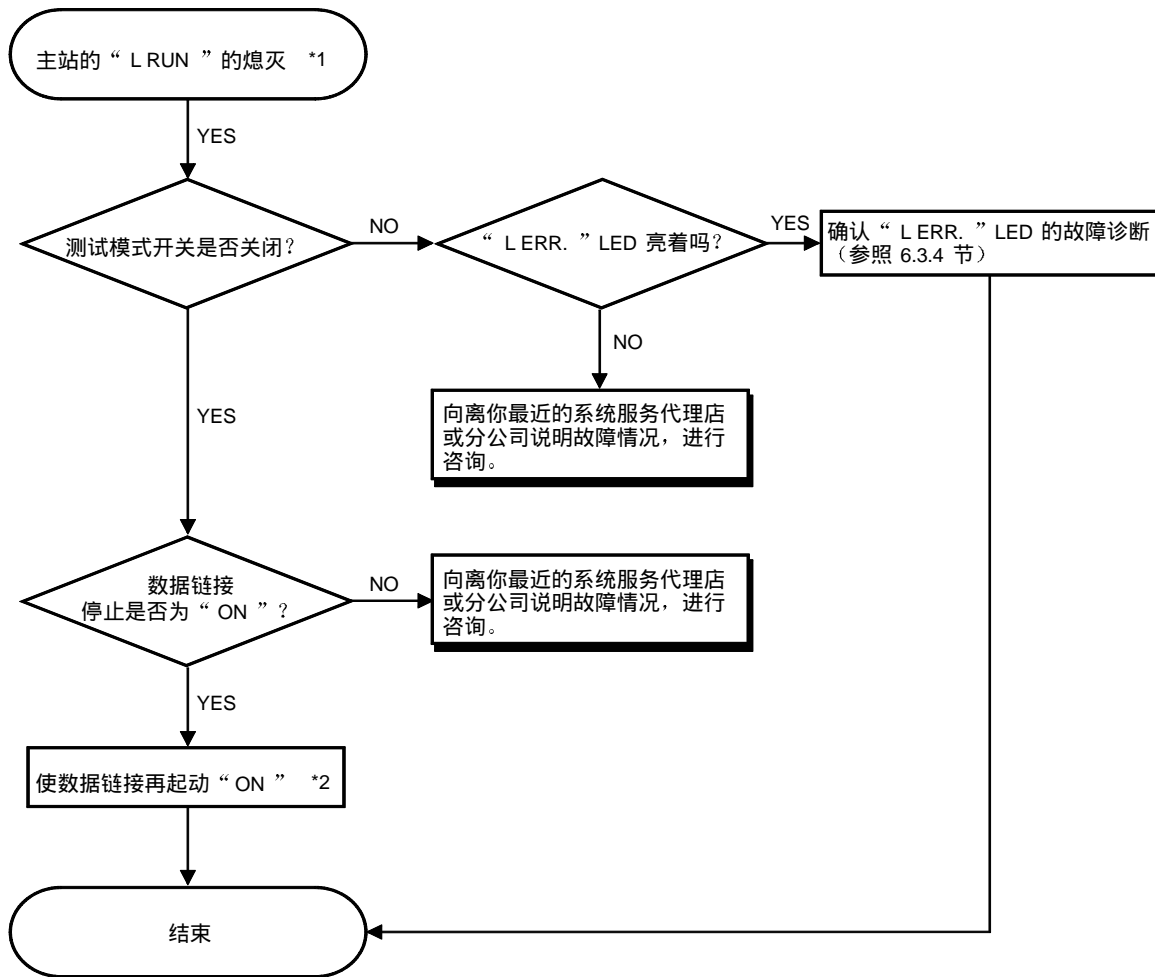 主站的“ L RUN ”的熄灭 *1
YES
测试模式开关是否关闭？
NO
“ L ERR. ”LED 亮着吗？
YES
确认“ L ERR. ”LED 的故障诊断
（参照 6.3.4 节）
NO
向离你最近的系统服务代理店
或分公司说明故障情况，进行
咨询。
YES
数据链接
停止是否为“ ON ”？
NO
向离你最近的系统服务代理店
或分公司说明故障情况，进行
咨询。
YES
使数据链接再起动“ ON ” *2
结束